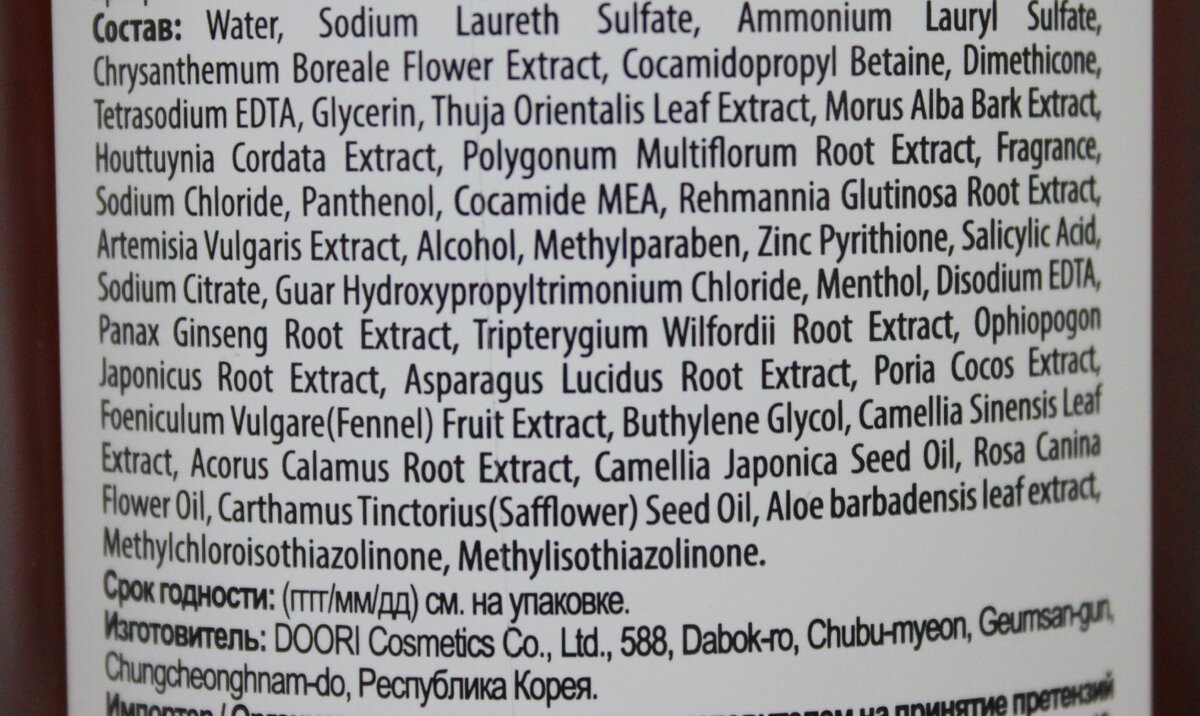 Состав: Water, Sodium Laureth Sulfate, Ammonium Lauryl Sulfate,
Chrysanthemum Boreale Flower Extract, Cocamidopropyl Betaine, Dimethicone,
Tetrasodium EDTA, Glycerin, Thuja Orientalis Leaf Extract, Morus Alba Bark Extract,
Houttuynia Cordata Extract, Polygonum Multiflorum Root Extract, Fragrance,
Sodium Chloride, Panthenol, Cocamide MEA, Rehmannia Glutinosa Root Extract,
Artemisia Vulgaris Extract, Alcohol, Methylparaben, Zinc Pyrithione, Salicylic Acid,
Sodium Citrate, Guar Hydroxypropyltrimonium Chloride, Menthol, Disodium EDTA,
Panax Ginseng Root Extract, Tripterygium Wilfordii Root Extract, Ophiopogon
Japonicus Root Extract, Asparagus Lucidus Root Extract, Poria Cocos Extract,
Foeniculum Vulgare(Fennel) Fruit Extract, Buthylene Glycol, Camellia Sinensis Leaf
Extract, Acorus Calamus Root Extract, Camellia Japonica Seed Oil, Rosa Canina
Flower Oil, Carthamus Tinctorius(Safflower) Seed Oil, Aloe barbadensis leaf extract,
Methylchloroisothiazolinone, Methylisothiazolinone.
Срок годности: (гггг/мм/дд) см. на упаковке.
Изготовитель: DOORI Cosmetics Co., Ltd., 588, Dabok-ro, Chubu-myeon, Geumsan-gun,
Chungcheonghnam-do, Республика Корея.
Импортер / на принятие претензий